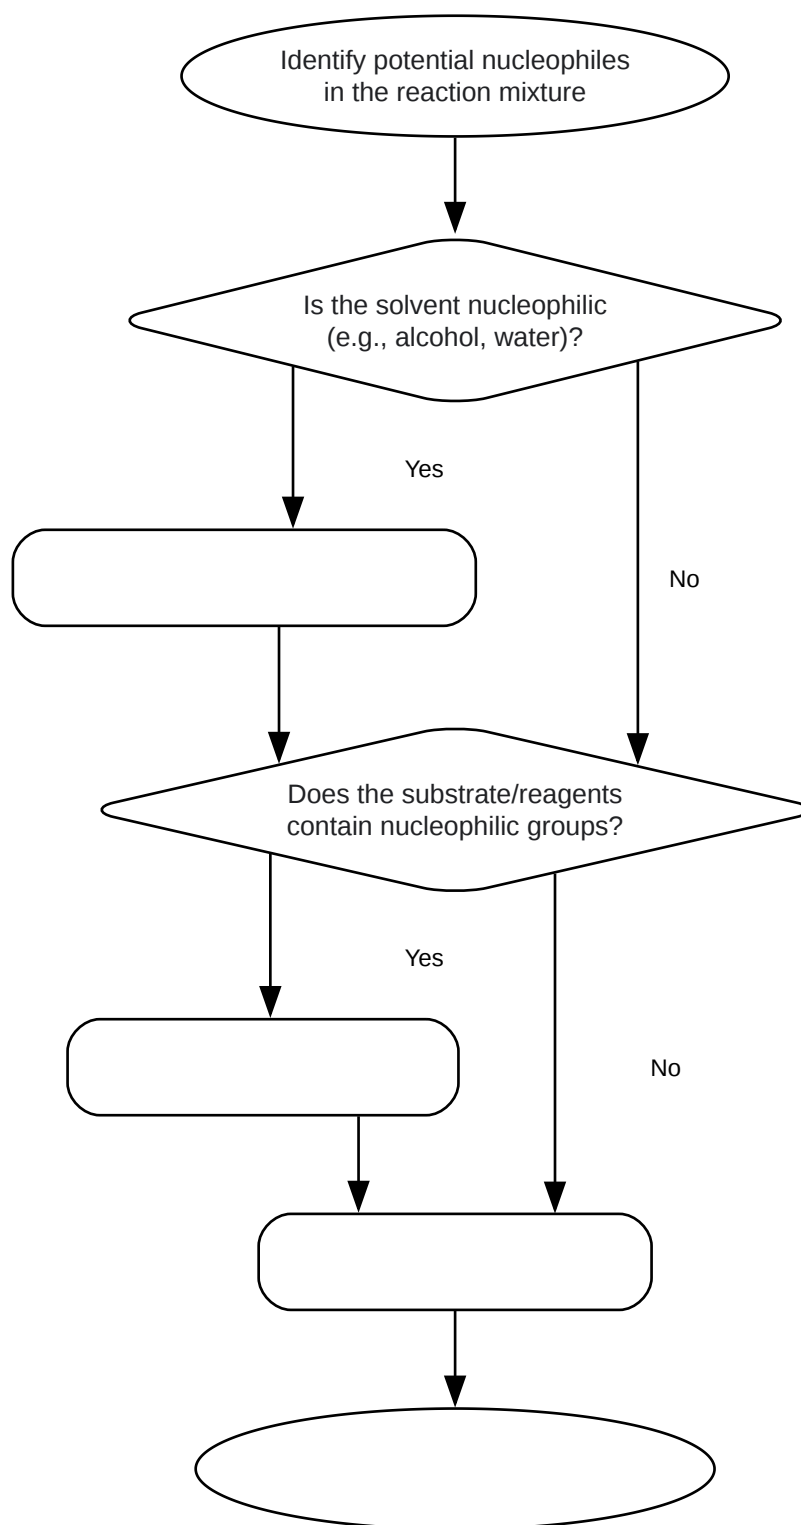 Identify potential nucleophiles
in the reaction mixture
Is the solvent nucleophilic
(e.g., alcohol, water)?
Yes
No
Does the substrate/reagents
contain nucleophilic groups?
Yes
No